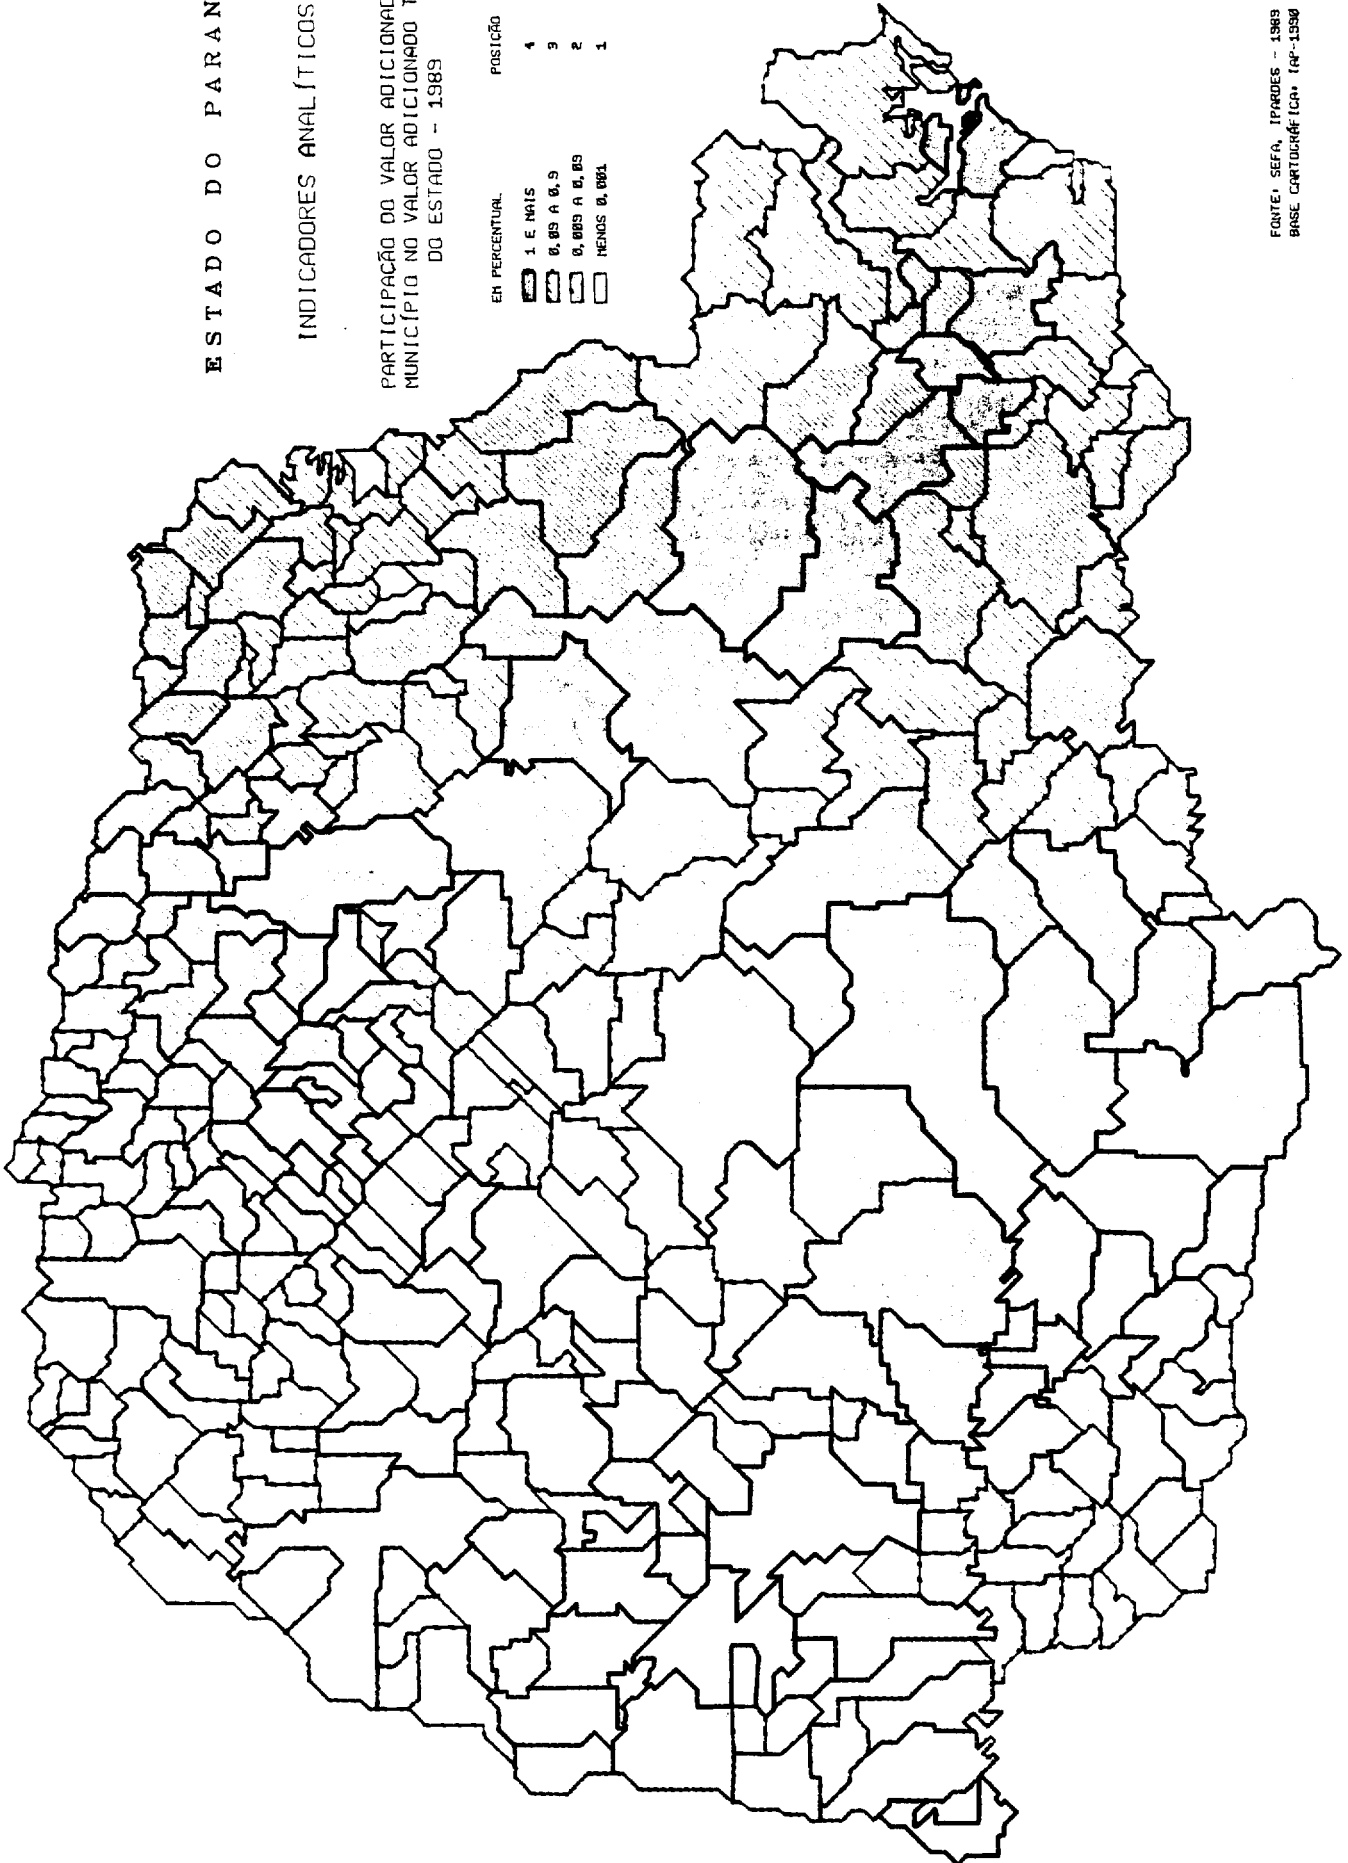 ESTADO DO PARAN
INDICADORES ANALÍTICOS
PARTICIPAÇÃO DO VALOR ADICIONAD
MUNICÍPIO NO VALOR ADICIONADO T
DO ESTADO - 1989
EM PERCENTUAL POSIÇÃO
1 E MAIS 4
0,09 A 0,9 3
0,009 A 0,09 2
MENOS 0,001 1
FONTE: SEFA, IPARDES - 1989
BASE CARTOGRÁFICA: IAP-1990